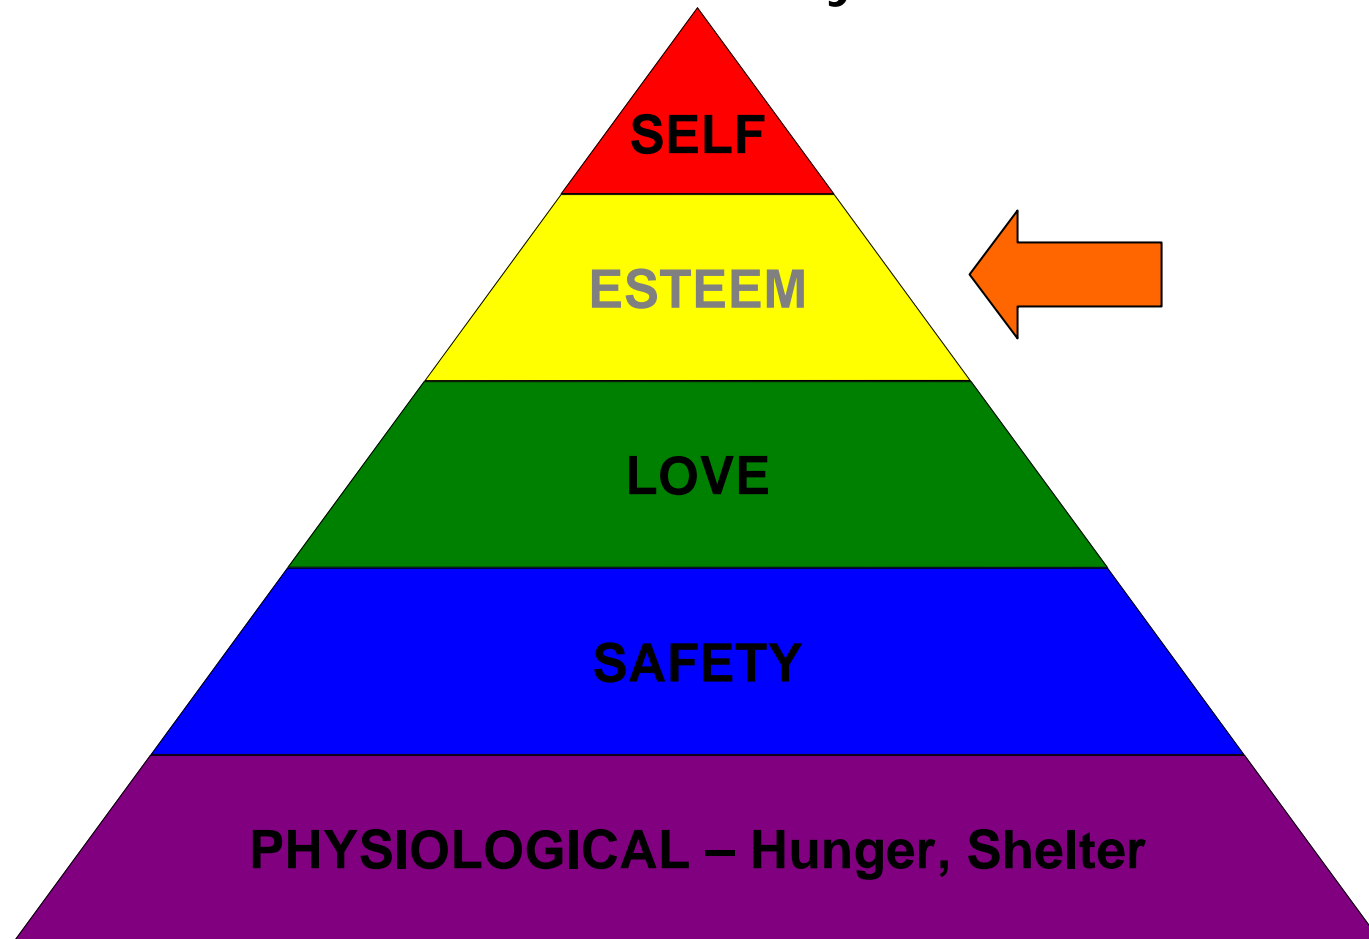 SELF
ESTEEM
LOVE
SAFETY
PHYSIOLOGICAL – Hunger, Shelter